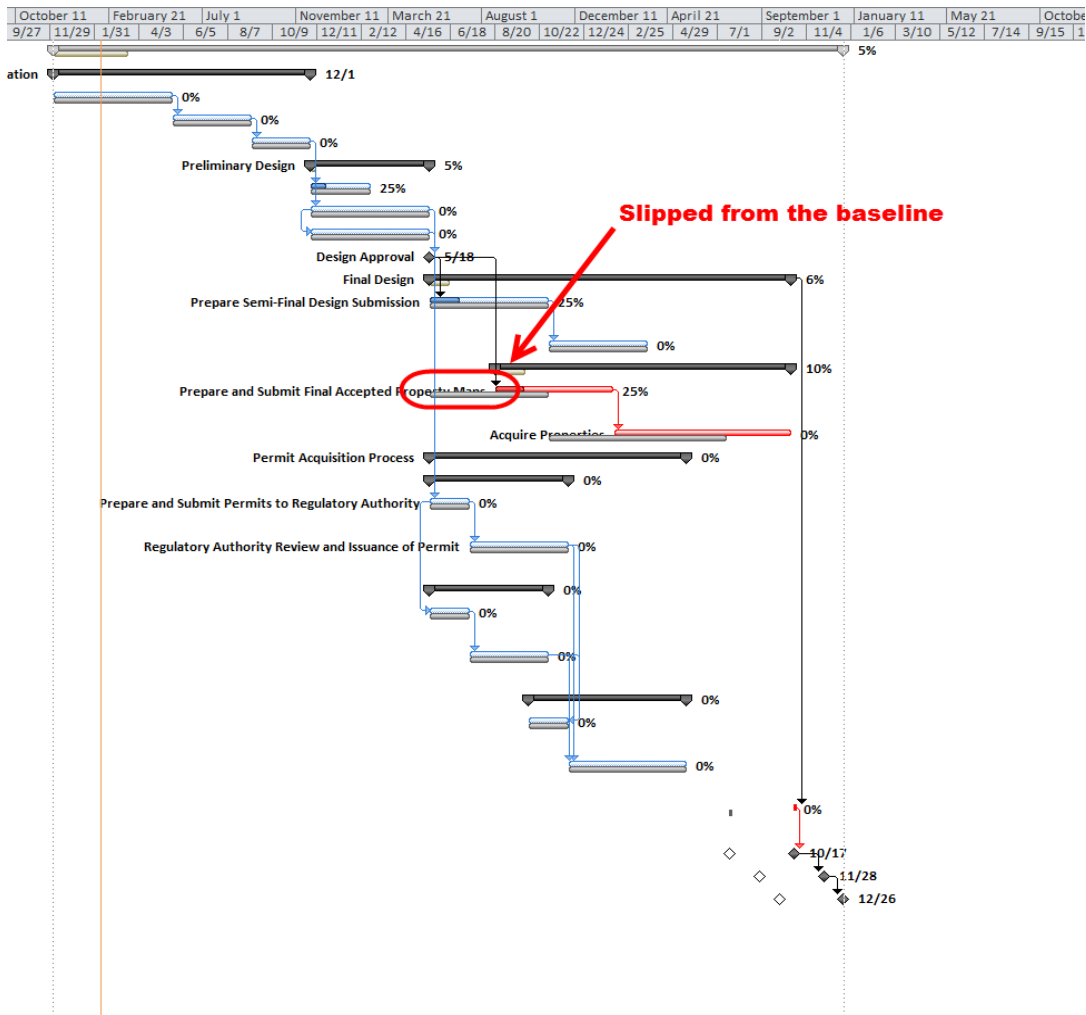 October 11 February 21 July 1 November 11 March 21 August 1 December 11 April 21 September 1 January 11 May 21 Octobe
9/27 11/29 1/31 4/3 6/5 8/7 10/9 12/11 2/12 4/16 6/18 8/20 10/22 12/24 2/25 4/29 7/1 9/2 11/4 1/6 3/10 5/12 7/14 9/15 1
5%
ation 12/1
0%
0%
0%
Preliminary Design 5%
25%
0%
Slipped from the baseline
0%
Design Approval 5/18
Final Design 6%
Prepare Semi-Final Design Submission 25%
0%
10%
Prepare and Submit Final Accepted Property Maps 25%
Acquire Properties 0%
Permit Acquisition Process 0%
0%
Prepare and Submit Permits to Regulatory Authority 0%
Regulatory Authority Review and Issuance of Permit 0%
0%
0%
0%
0%
0%
0%
0%
10/17
11/28
12/26